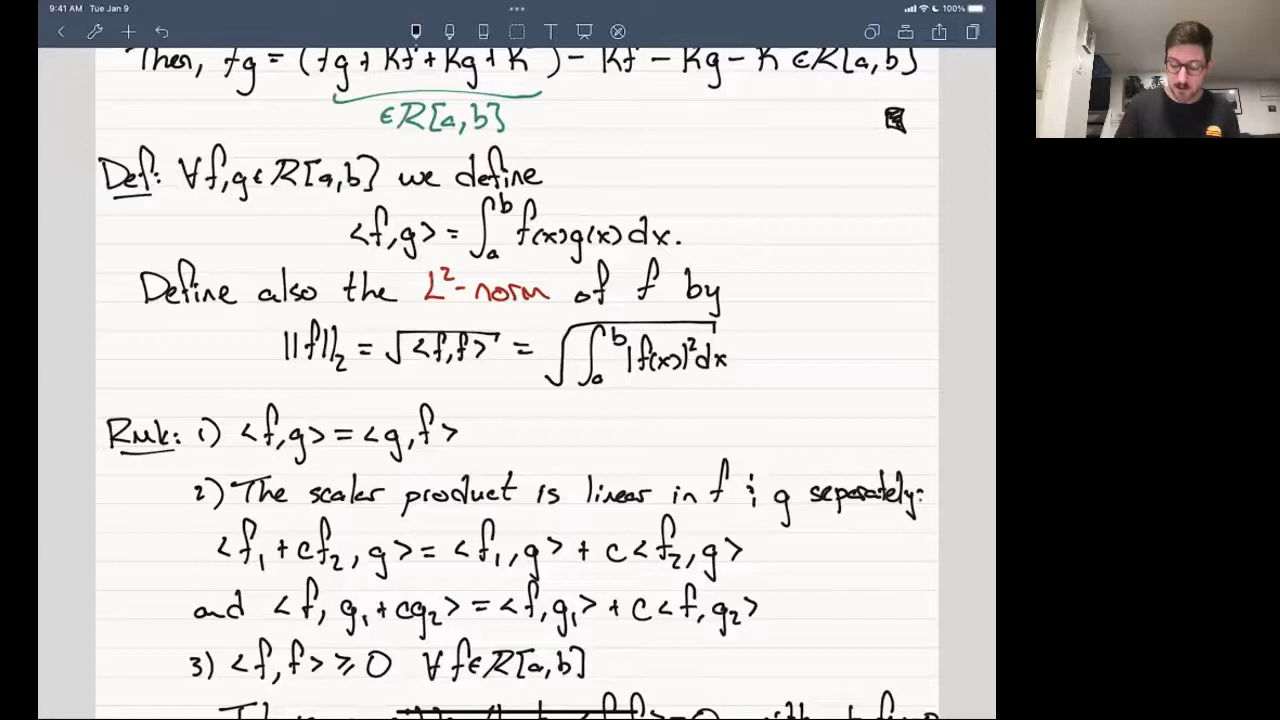 9:41 AM Tue Jan 9
100%
Then, fg = (fg + Kf + Kg + K ) - Kf - Kg - K ∈ R[a,b]
∈ R[a,b]
Def: ∀f,g ∈ R[a,b] we define
<f,g> = ∫_a^b f(x)g(x)dx.
Define also the L²-norm of f by
||f||₂ = √<f,f> = √∫_a^b |f(x)|²dx
Rmk: 1) <f,g> = <g,f>
2) The scalar product is linear in f & g separately:
<f₁ + cf₂, g> = <f₁, g> + c<f₂, g>
and <f, g₁ + cg₂> = <f, g₁> + c<f, g₂>
3) <f,f> ≥ 0 ∀f ∈ R[a,b]